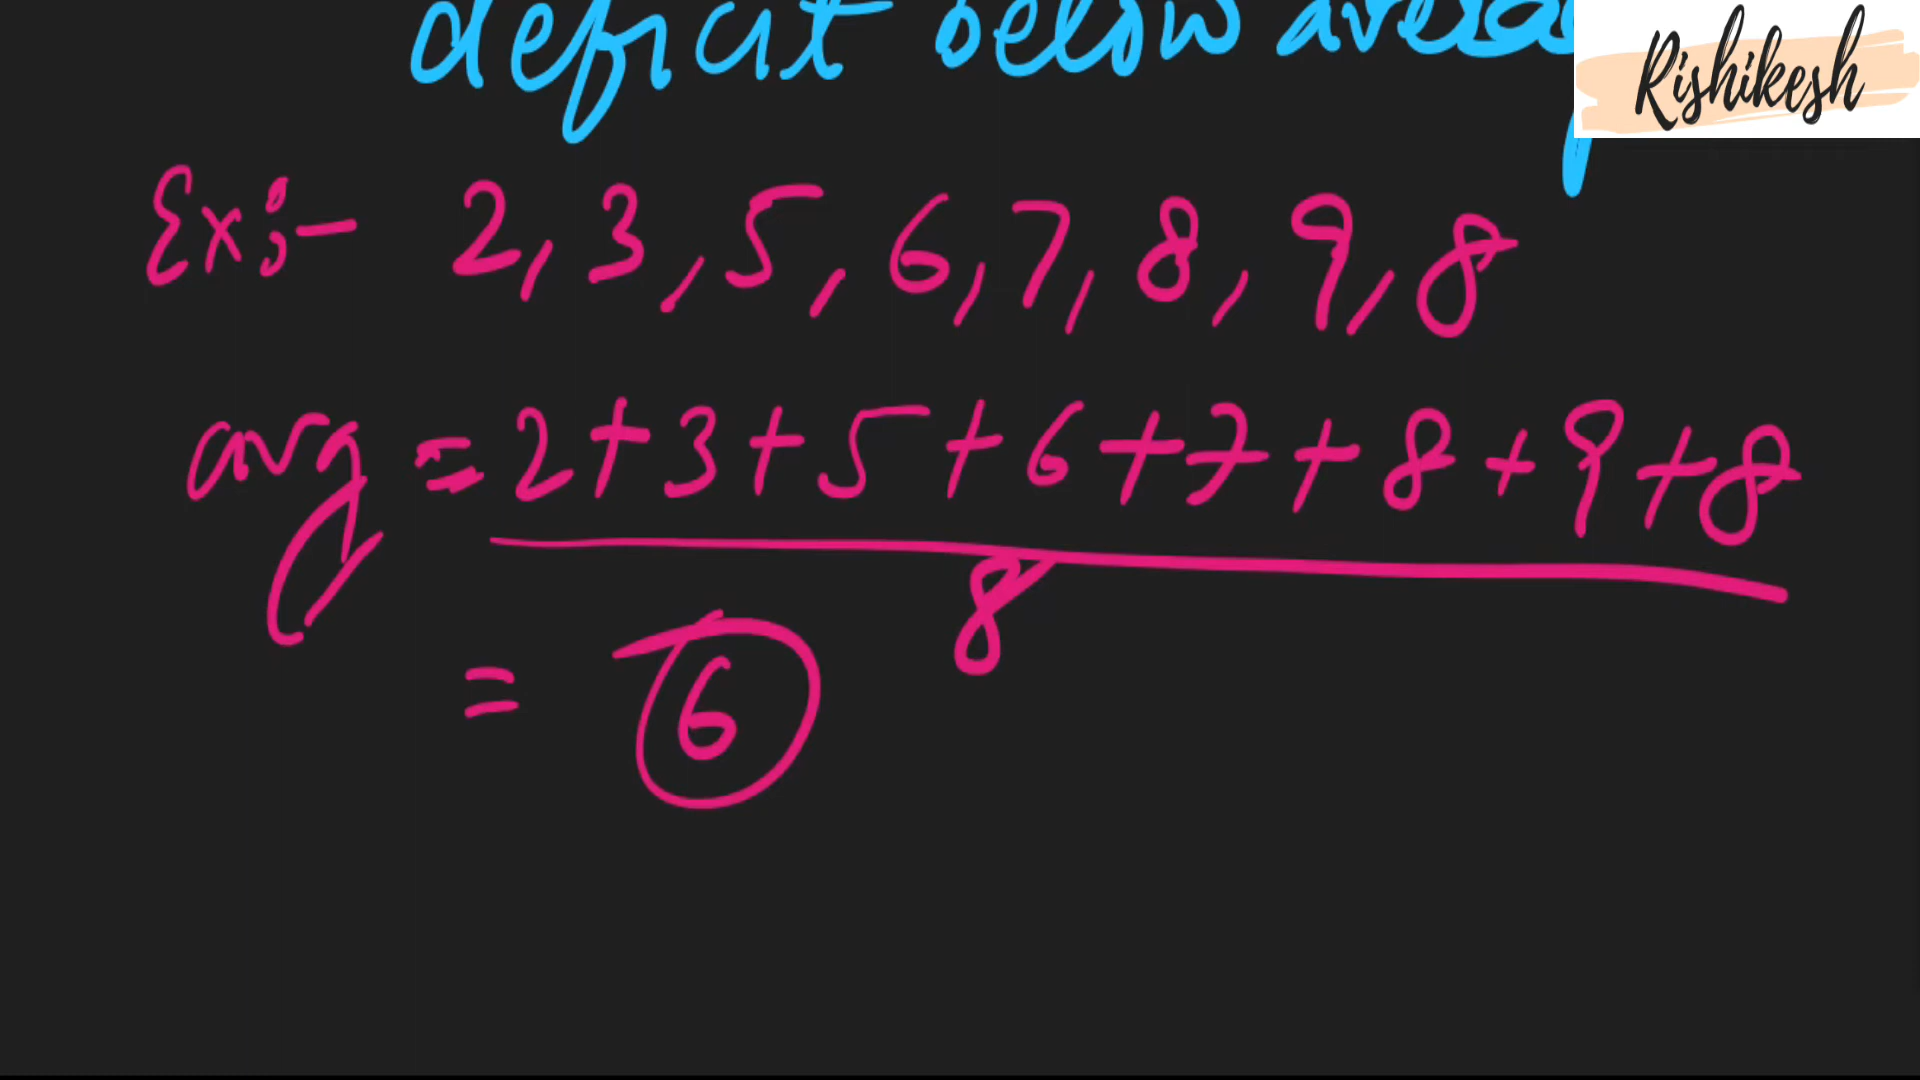 deficit below average
Rishikesh
Ex:- 2, 3, 5, 6, 7, 8, 9, 8
avg = 2+3+5+6+7+8+9+8
8
= 6